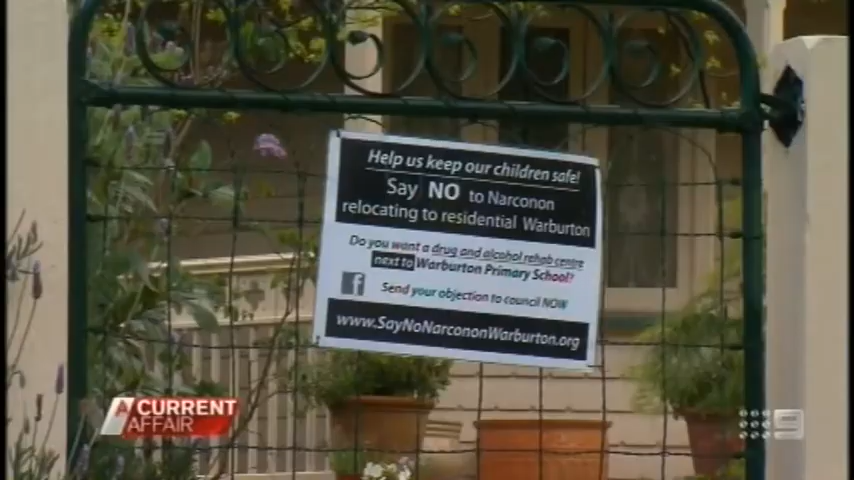 Help us keep our children safe!
Say NO to Narconon
relocating to residential Warburton
Do you want a drug and alcohol rehab centre
next to Warburton Primary School?
f Send your objection to council NOW
www.SayNoNarcononWarburton.org
A CURRENT
AFFAIR